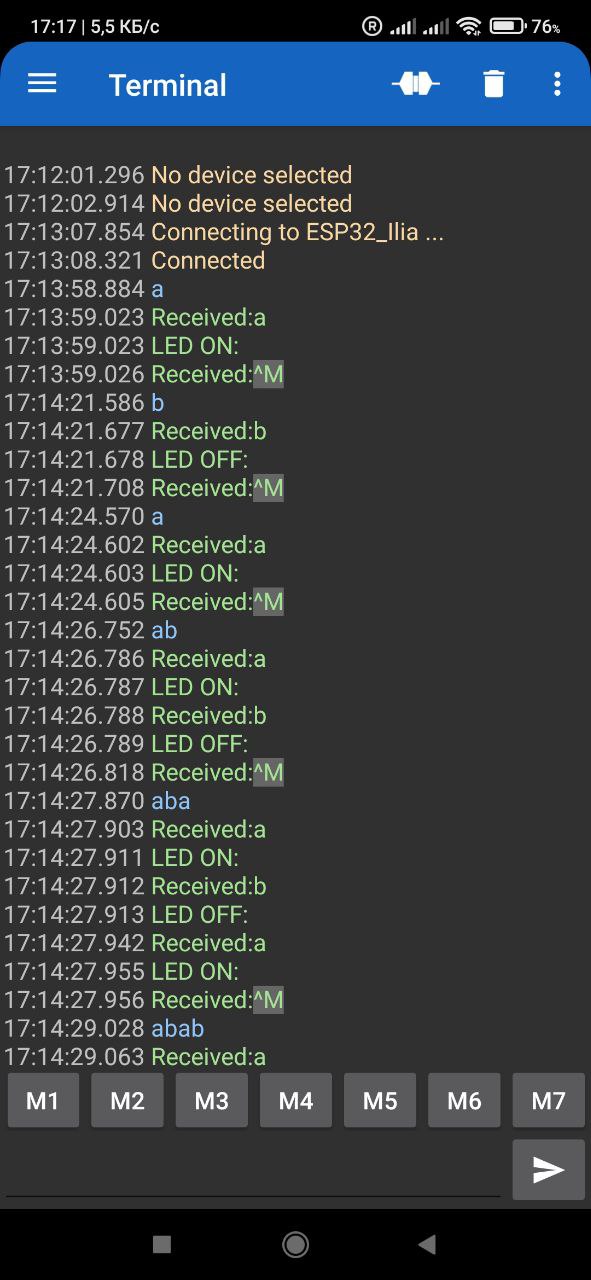 17:17 | 5,5 КБ/с ® 76%
Terminal
17:12:01.296 No device selected
17:12:02.914 No device selected
17:13:07.854 Connecting to ESP32_Ilia ...
17:13:08.321 Connected
17:13:58.884 a
17:13:59.023 Received:a
17:13:59.023 LED ON:
17:13:59.026 Received:^M
17:14:21.586 b
17:14:21.677 Received:b
17:14:21.678 LED OFF:
17:14:21.708 Received:^M
17:14:24.570 a
17:14:24.602 Received:a
17:14:24.603 LED ON:
17:14:24.605 Received:^M
17:14:26.752 ab
17:14:26.786 Received:a
17:14:26.787 LED ON:
17:14:26.788 Received:b
17:14:26.789 LED OFF:
17:14:26.818 Received:^M
17:14:27.870 aba
17:14:27.903 Received:a
17:14:27.911 LED ON:
17:14:27.912 Received:b
17:14:27.913 LED OFF:
17:14:27.942 Received:a
17:14:27.955 LED ON:
17:14:27.956 Received:^M
17:14:29.028 abab
17:14:29.063 Received:a
M1 M2 M3 M4 M5 M6 M7